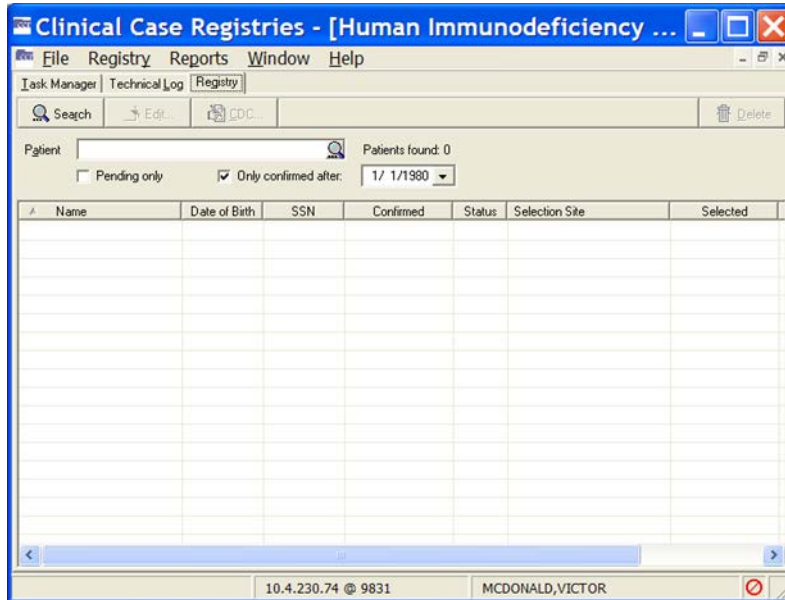 Clinical Case Registries - [Human Immunodeficiency ...
File Registry Reports Window Help
Task Manager Technical Log Registry
Search Edit... CDC... Delete
Patient Patients found: 0
Pending only Only confirmed after: 1/ 1/1980
Name Date of Birth SSN Confirmed Status Selection Site Selected
10.4.230.74 @ 9831 MCDONALD,VICTOR